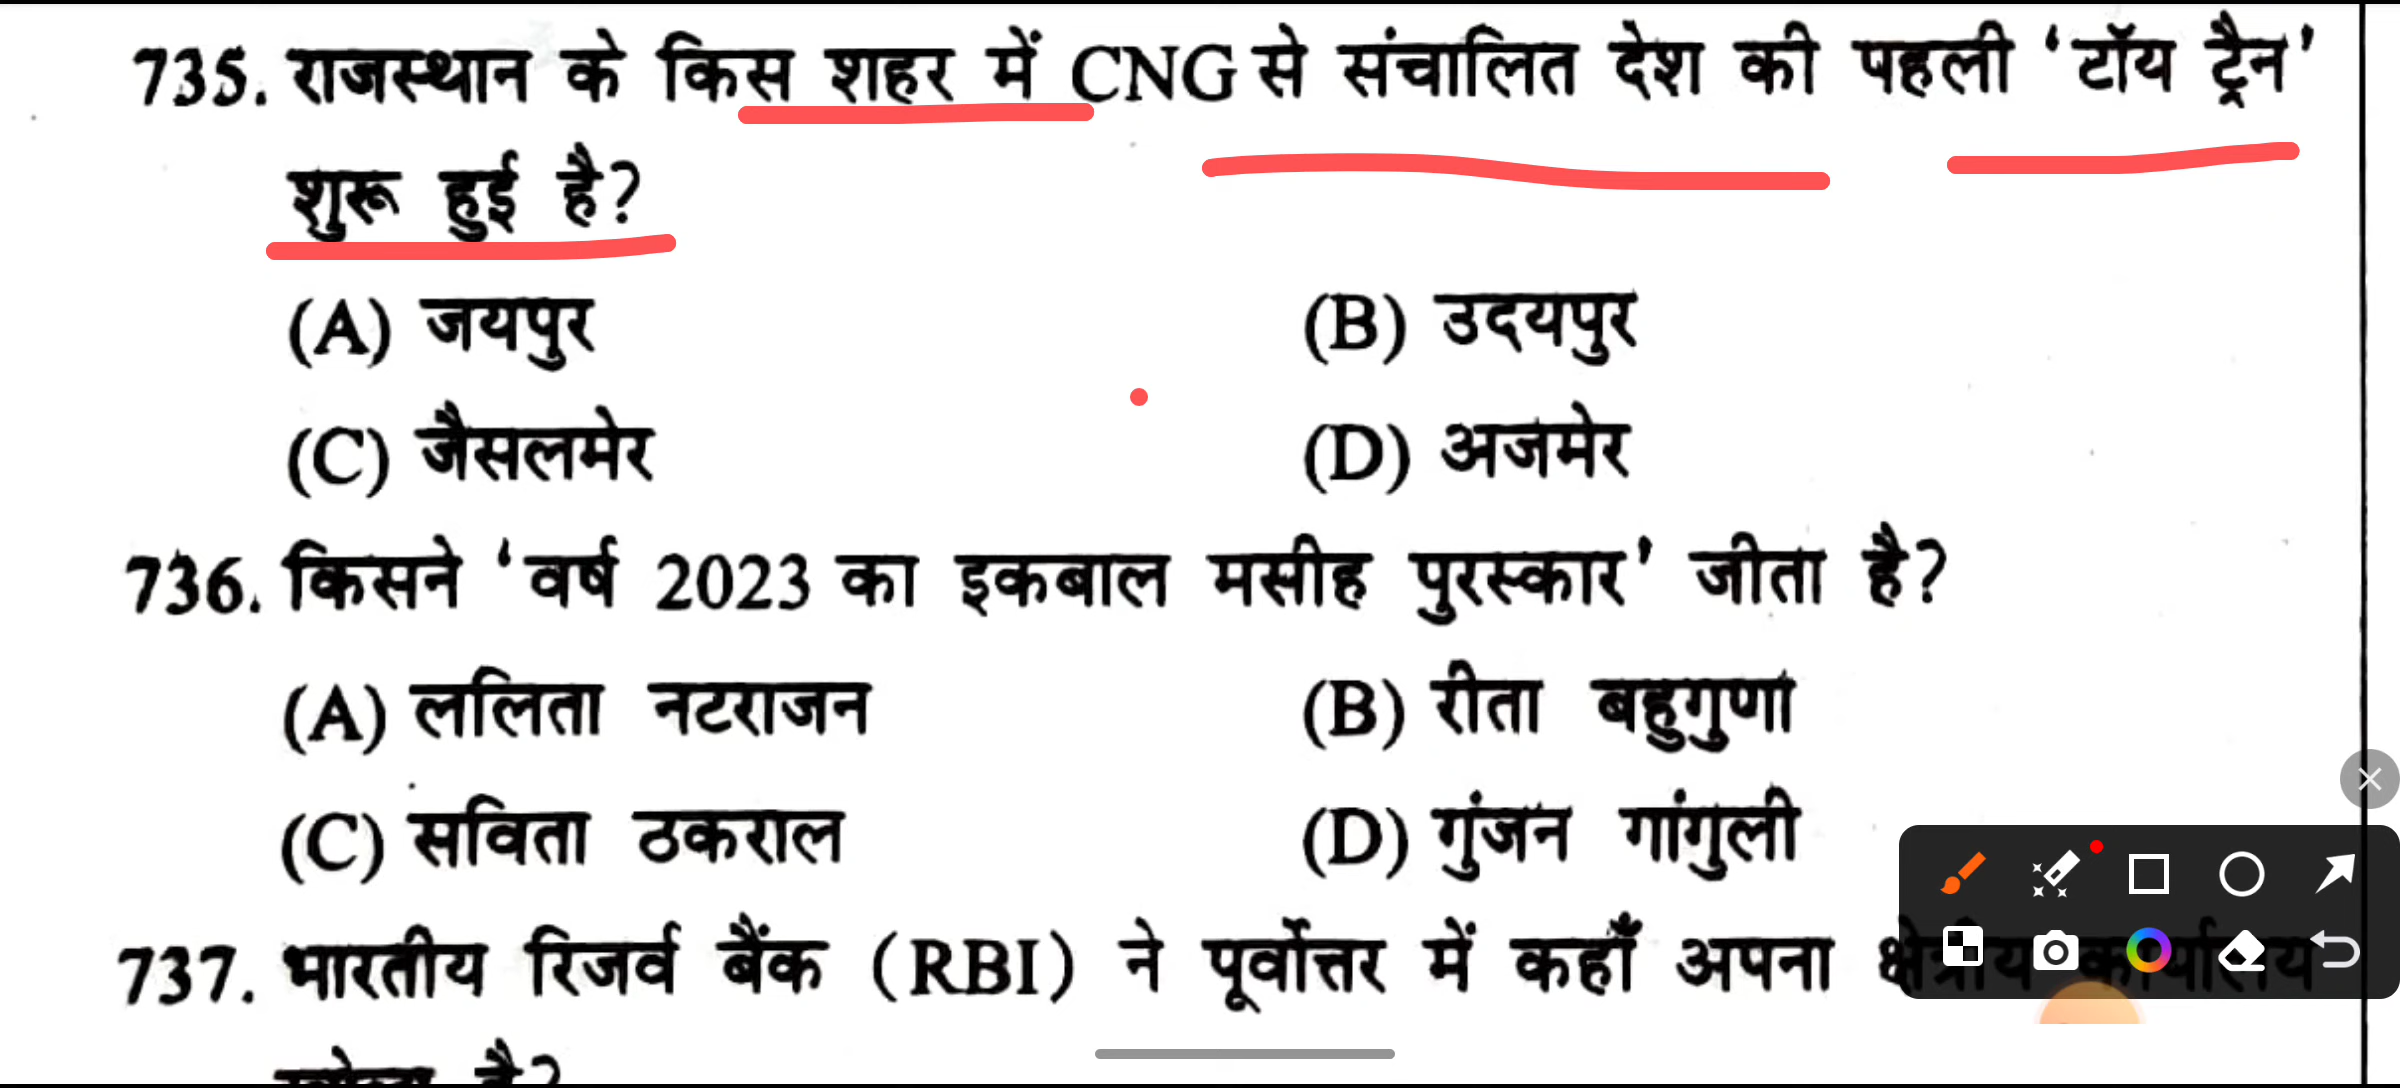 735. राजस्थान के किस शहर में CNG से संचालित देश की पहली ‘टॉय ट्रैन’
शुरू हुई है?
(A) जयपुर (B) उदयपुर
(C) जैसलमेर (D) अजमेर
736. किसने ‘वर्ष 2023 का इकबाल मसीह पुरस्कार’ जीता है?
(A) ललिता नटराजन (B) रीता बहुगुणा
(C) सविता ठकराल (D) गुंजन गांगुली
737. भारतीय रिजर्व बैंक (RBI) ने पूर्वोत्तर में कहाँ अपना क्षेत्रीय कार्यालय
है?